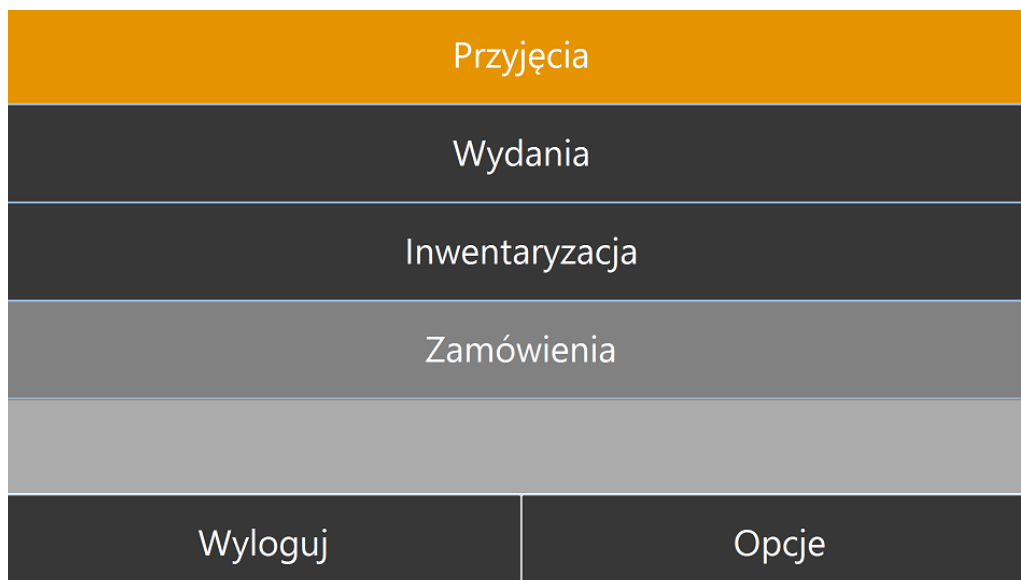 Przyjęcia
Wydania
Inwentaryzacja
Zamówienia
Wyloguj
Opcje